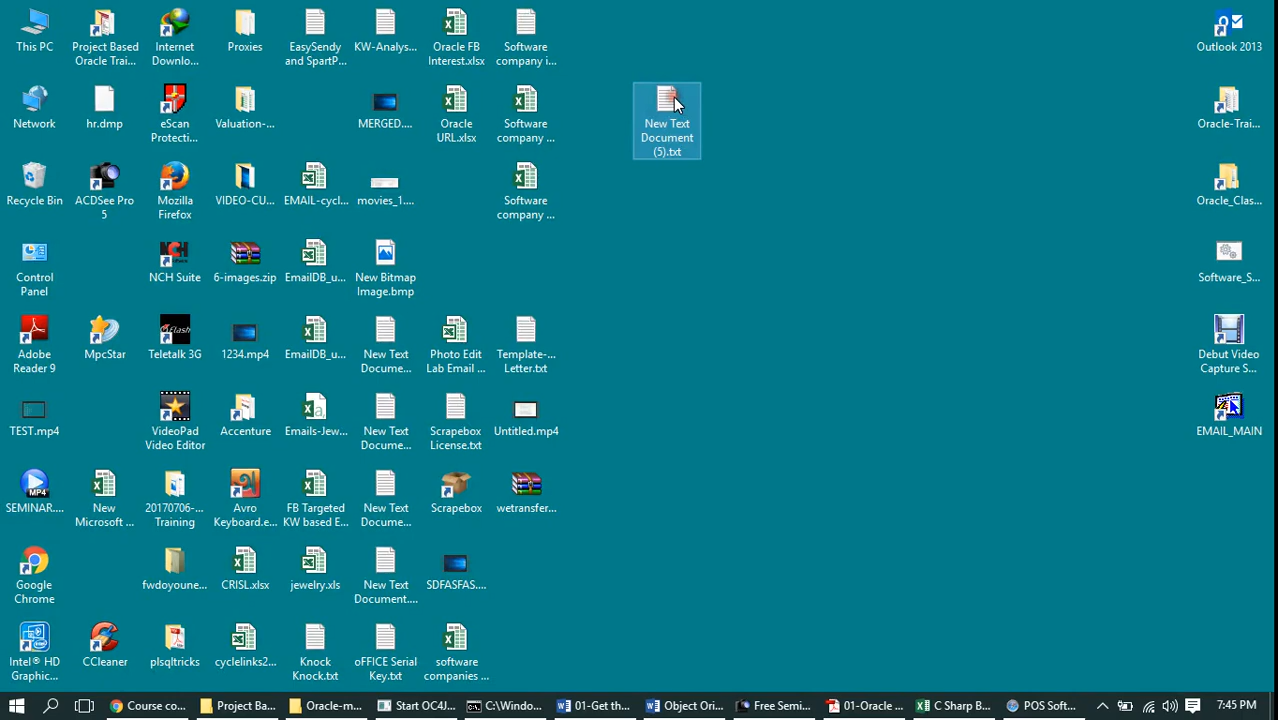 This PC
Project Based
Oracle Trai...
Internet
Downlo...
Proxies
EasySendy
and SpartP...
KW-Analys...
Oracle FB
Interest.xlsx
Software
company i...
Outlook 2013
Network
hr.dmp
eScan
Protecti...
Valuation-...
MERGED....
Oracle
URL.xlsx
Software
company ...
New Text
Document
(5).txt
Oracle-Trai...
Recycle Bin
ACDSee Pro
5
Mozilla
Firefox
VIDEO-CU...
EMAIL-cycl...
movies_1....
Software
company ...
Oracle_Clas...
Control
Panel
NCH
NCH Suite
6-images.zip
EmailDB_u...
New Bitmap
Image.bmp
Software_S...
Adobe
Reader 9
MpcStar
Flash
Teletalk 3G
1234.mp4
EmailDB_u...
New Text
Docume...
Photo Edit
Lab Email ...
Template-...
Letter.txt
Debut Video
Capture S...
TEST.mp4
VideoPad
Video Editor
Accenture
Emails-Jew...
New Text
Docume...
Scrapebox
License.txt
Untitled.mp4
EMAIL_MAIN
MP4
SEMINAR....
New
Microsoft ...
20170706-...
Training
Avro
Keyboard.e...
FB Targeted
KW based E...
New Text
Docume...
Scrapebox
wetransfer...
Google
Chrome
fwdoyoune...
CRISL.xlsx
jewelry.xls
New Text
Document....
SDFASFAS....
Intel® HD
Graphic...
CCleaner
plsqltricks
cyclelinks2...
Knock
Knock.txt
oFFICE Serial
Key.txt
software
companies ...
Course co...
Project Ba...
Oracle-m...
Start OC4J
C:\Windo...
01-Get th...
Object Ori...
Free Semi...
01-Oracle ...
C Sharp B...
POS Soft...
7:45 PM